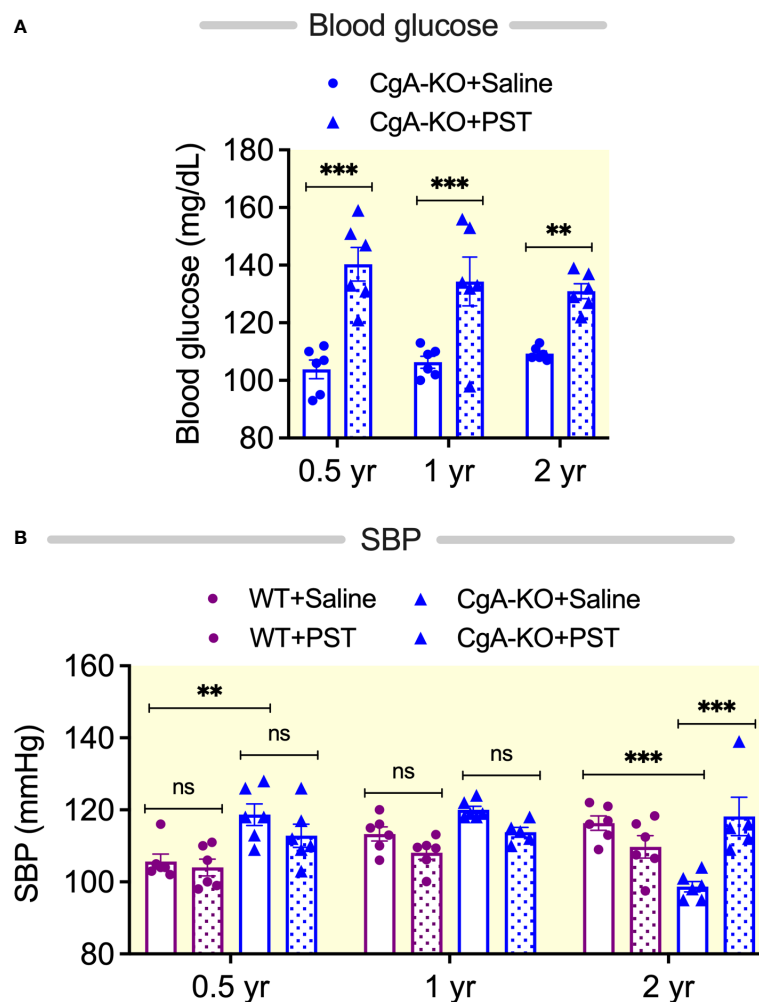 A
Blood glucose
CgA-KO+Saline
CgA-KO+PST
Blood glucose (mg/dL)
180
160
140
120
100
80
***
***
**
0.5 yr
1 yr
2 yr
B
SBP
WT+Saline
CgA-KO+Saline
WT+PST
CgA-KO+PST
SBP (mmHg)
160
140
120
100
80
**
ns
ns
ns
ns
***
***
0.5 yr
1 yr
2 yr